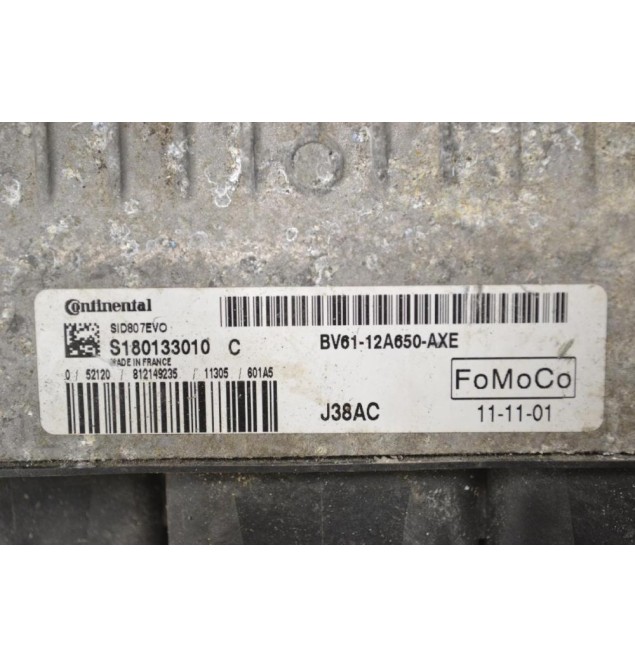 Continental
SID807EVO
S180133010 C
MADE IN FRANCE
0 / 52120 / 812149235 / 11305 / 601A5
BV61-12A650-AXE
FoMoCo
J38AC
11-11-01